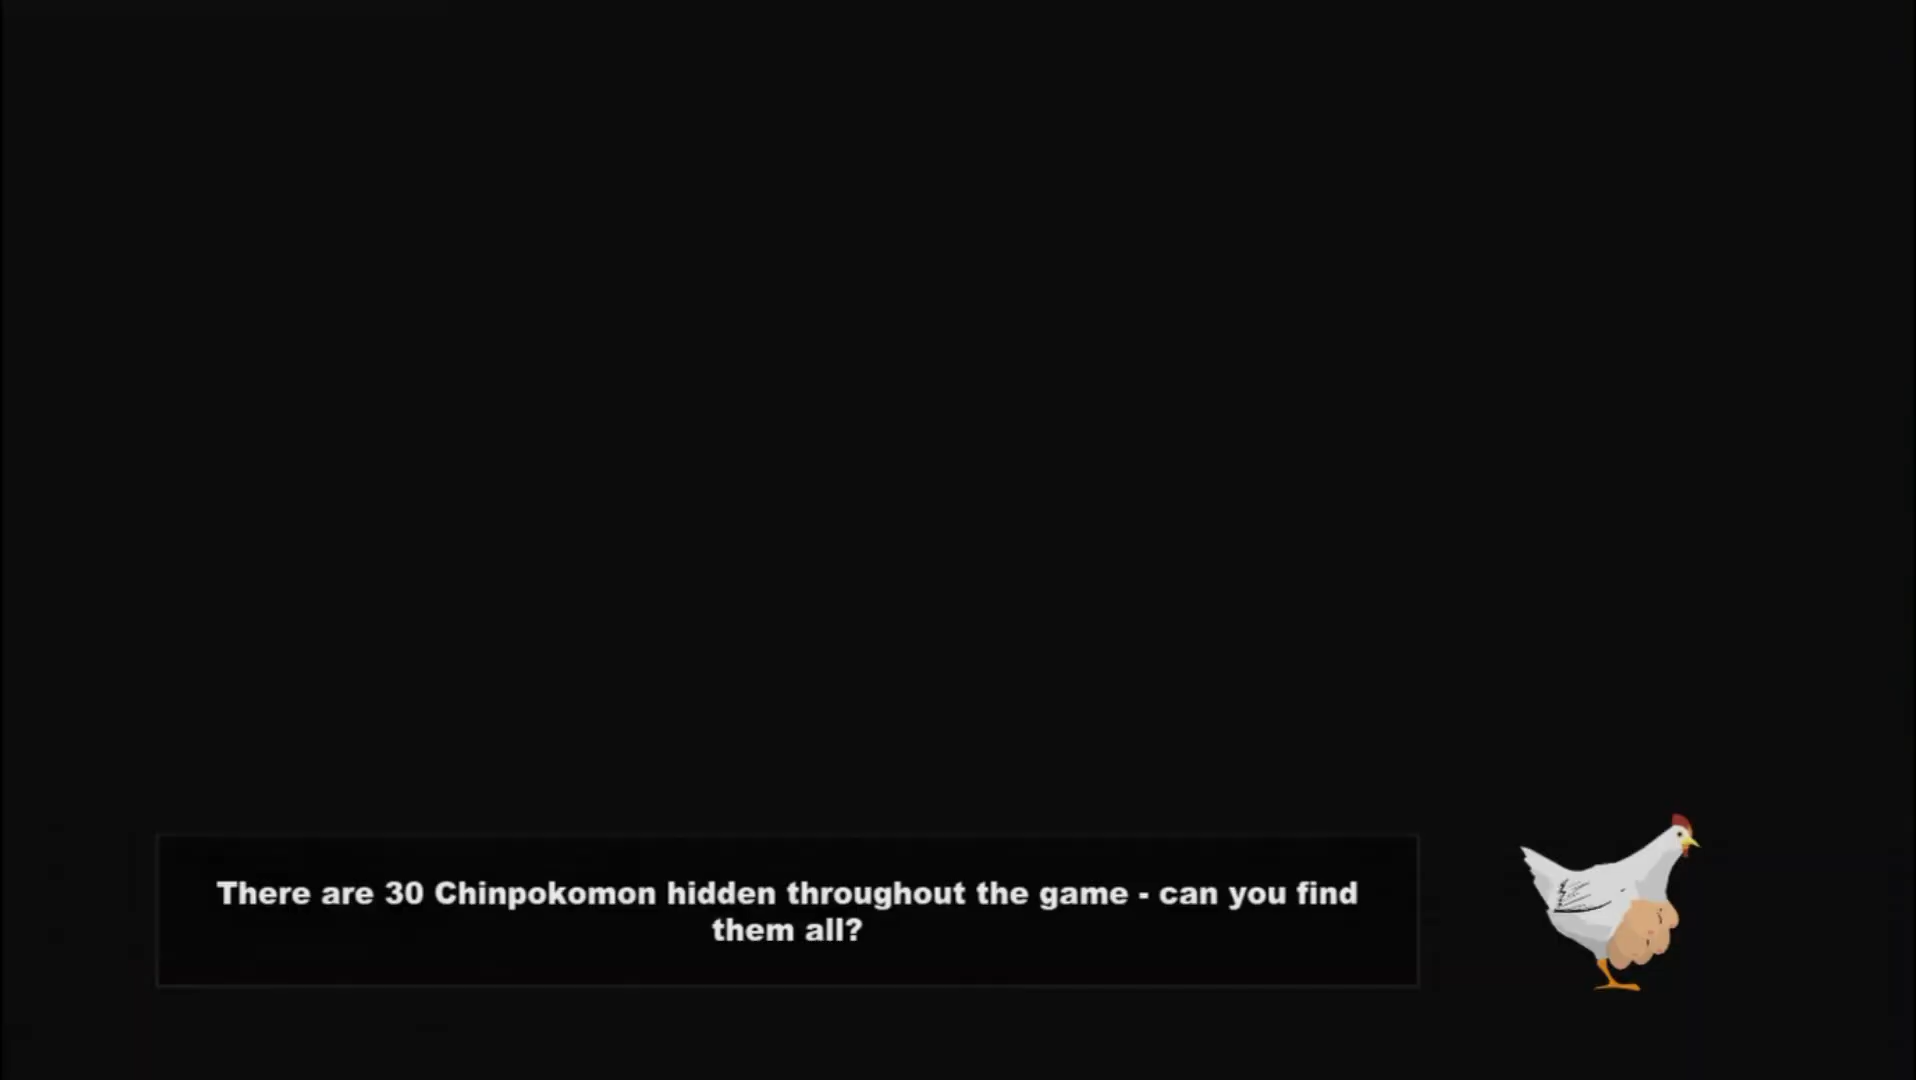 There are 30 Chinpokomon hidden throughout the game - can you find
them all?